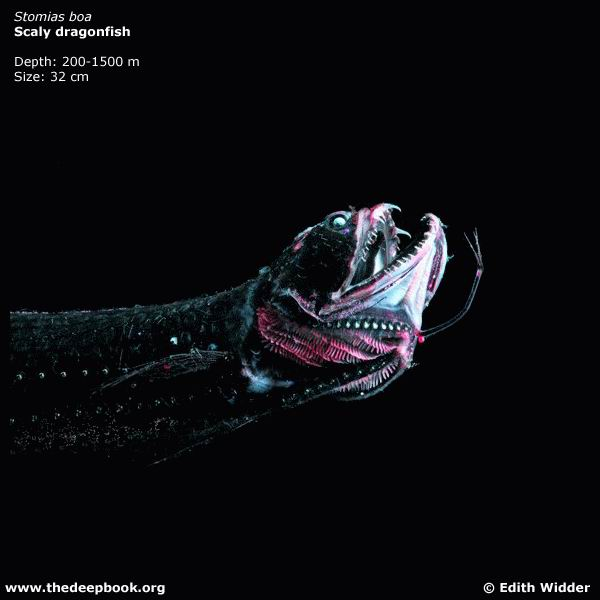 Stomias boa
Scaly dragonfish
Depth: 200-1500 m
Size: 32 cm
www.thedeepbook.org
© Edith Widder